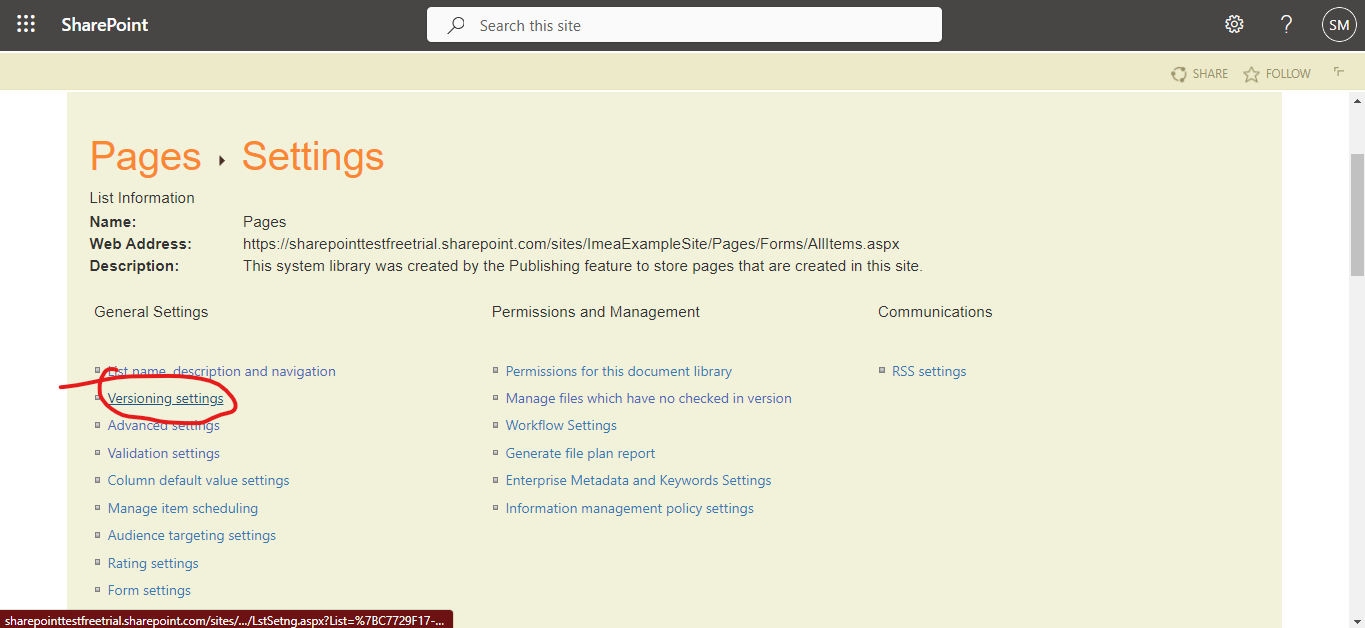 SharePoint
Search this site
?
SM
SHARE
FOLLOW
Pages
Settings
List Information
Name: Pages
Web Address: https://sharepointtestfreetrial.sharepoint.com/sites/ImeaExampleSite/Pages/Forms/AllItems.aspx
Description: This system library was created by the Publishing feature to store pages that are created in this site.
General Settings
List name, description and navigation
Versioning settings
Advanced settings
Validation settings
Column default value settings
Manage item scheduling
Audience targeting settings
Rating settings
Form settings
Permissions and Management
Permissions for this document library
Manage files which have no checked in version
Workflow Settings
Generate file plan report
Enterprise Metadata and Keywords Settings
Information management policy settings
Communications
RSS settings
sharepointtestfreetrial.sharepoint.com/sites/.../LstSetng.aspx?List=%7BC7729F17-...